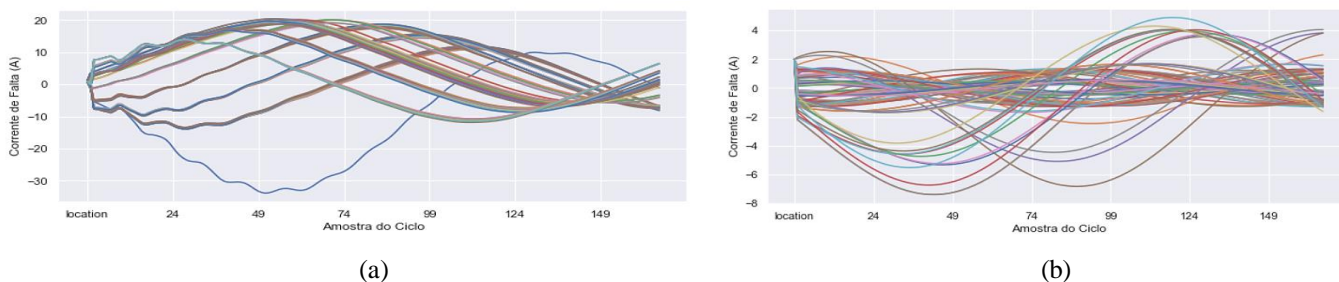 20
10
0
−10
−20
−30
Corrente de Falta (A)
location 24 49 74 99 124 149
Amostra do Ciclo
(a)
4
2
0
−2
−4
−6
−8
Corrente de Falta (A)
location 24 49 74 99 124 149
Amostra do Ciclo
(b)